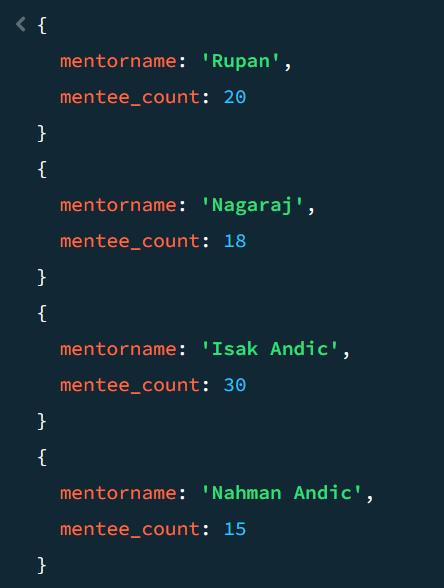 {
mentorname: 'Rupan',
mentee_count: 20
}
{
mentorname: 'Nagaraj',
mentee_count: 18
}
{
mentorname: 'Isak Andic',
mentee_count: 30
}
{
mentorname: 'Nahman Andic',
mentee_count: 15
}